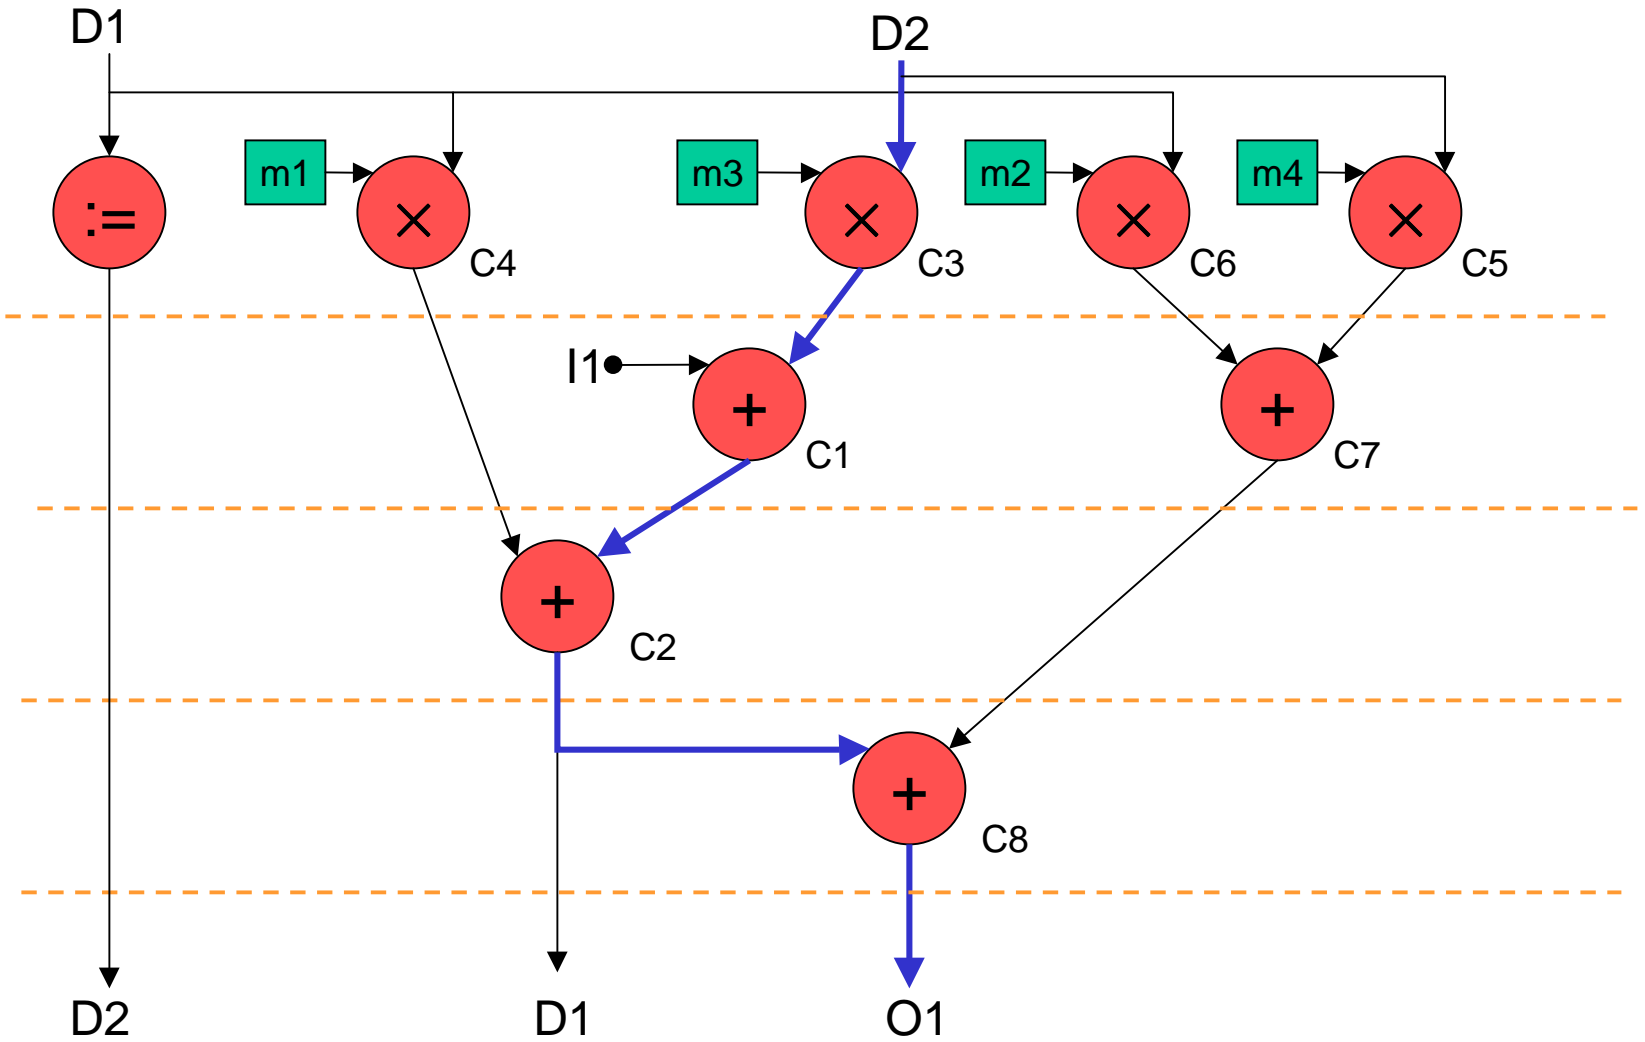 D1
D2
m1
m3
m2
m4
:=
×
×
×
×
C4
C3
C6
C5
I1
+
+
C1
C7
+
C2
+
C8
D2
D1
O1